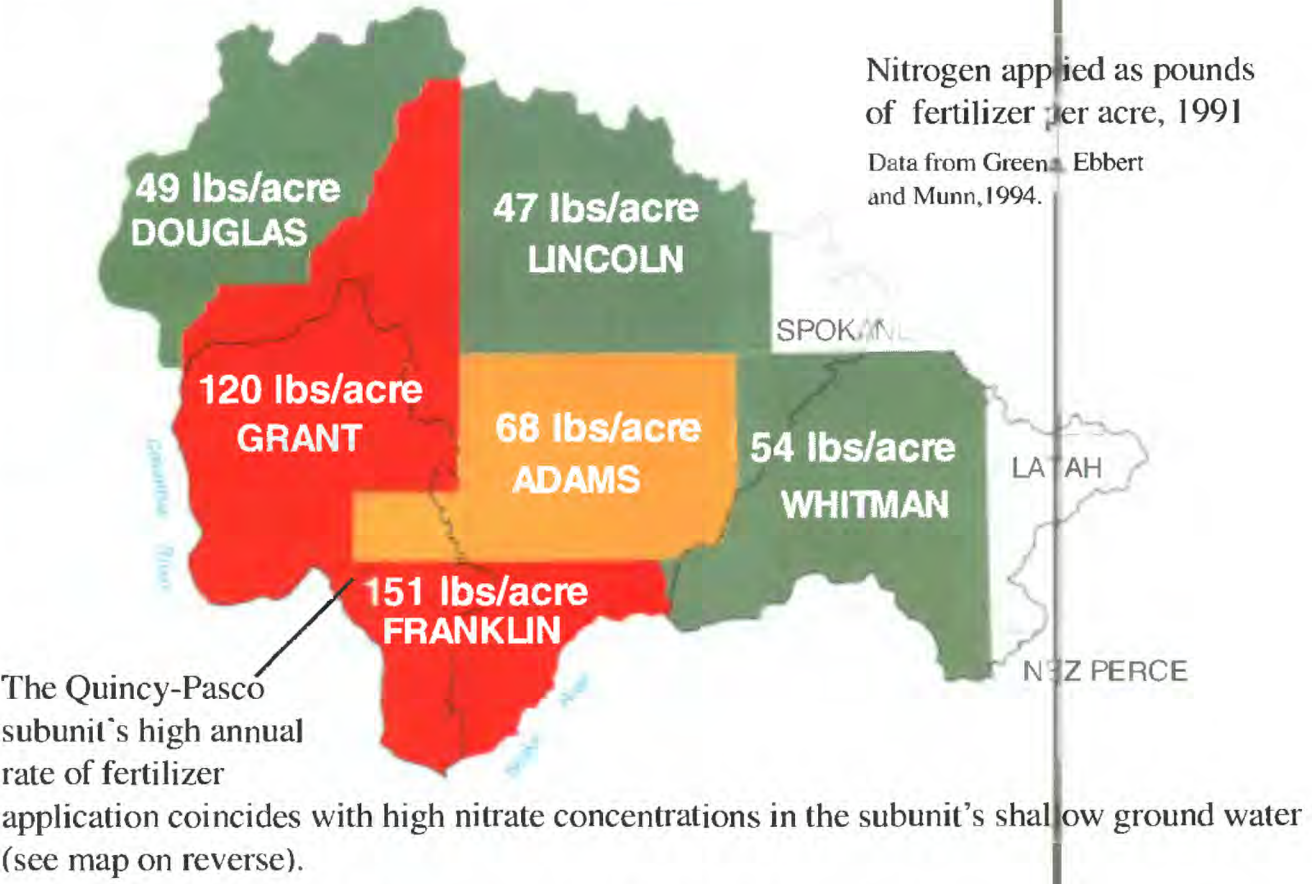 Nitrogen applied as pounds
of fertilizer per acre, 1991
Data from Greene, Ebbert
and Munn, 1994.
49 lbs/acre
DOUGLAS
47 lbs/acre
LINCOLN
SPOKANE
120 lbs/acre
GRANT
68 lbs/acre
ADAMS
54 lbs/acre
WHITMAN
LATAH
Columbia River
151 lbs/acre
FRANKLIN
NEZ PERCE
The Quincy-Pasco
subunit's high annual
rate of fertilizer
application coincides with high nitrate concentrations in the subunit's shallow ground water
(see map on reverse).